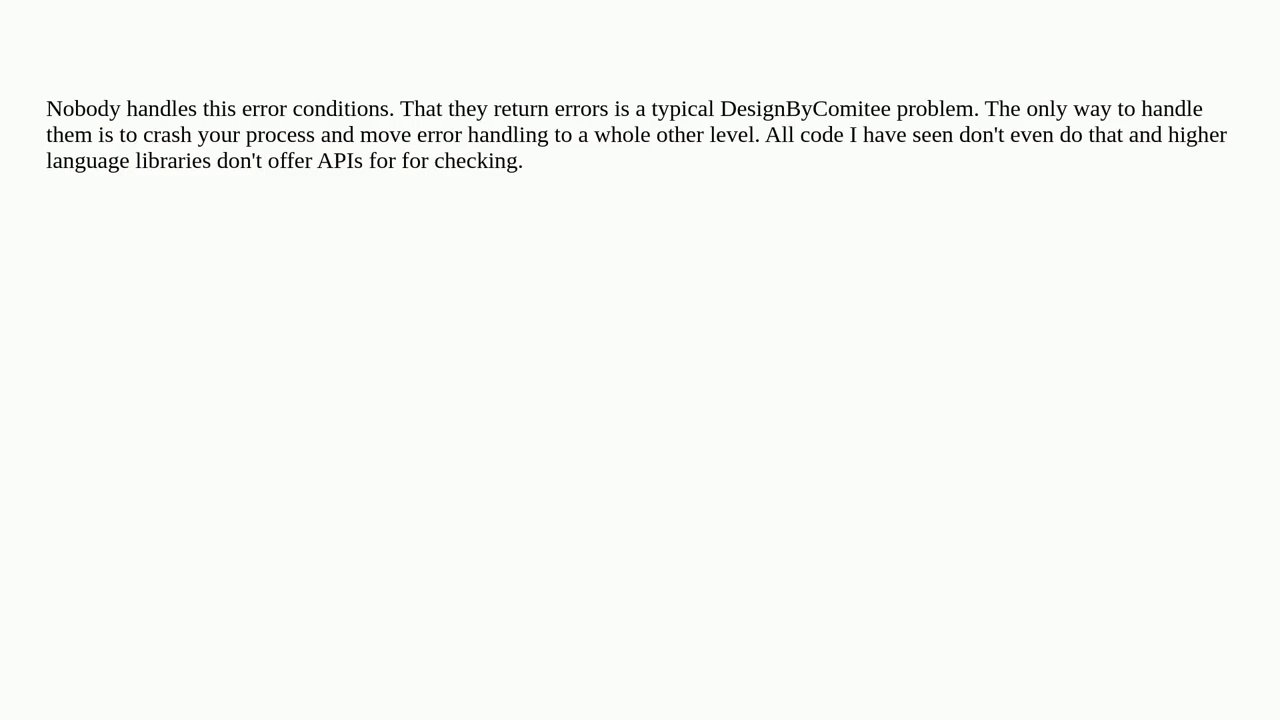 Nobody handles this error conditions. That they return errors is a typical DesignByComitee problem. The only way to handle
them is to crash your process and move error handling to a whole other level. All code I have seen don't even do that and higher
language libraries don't offer APIs for for checking.